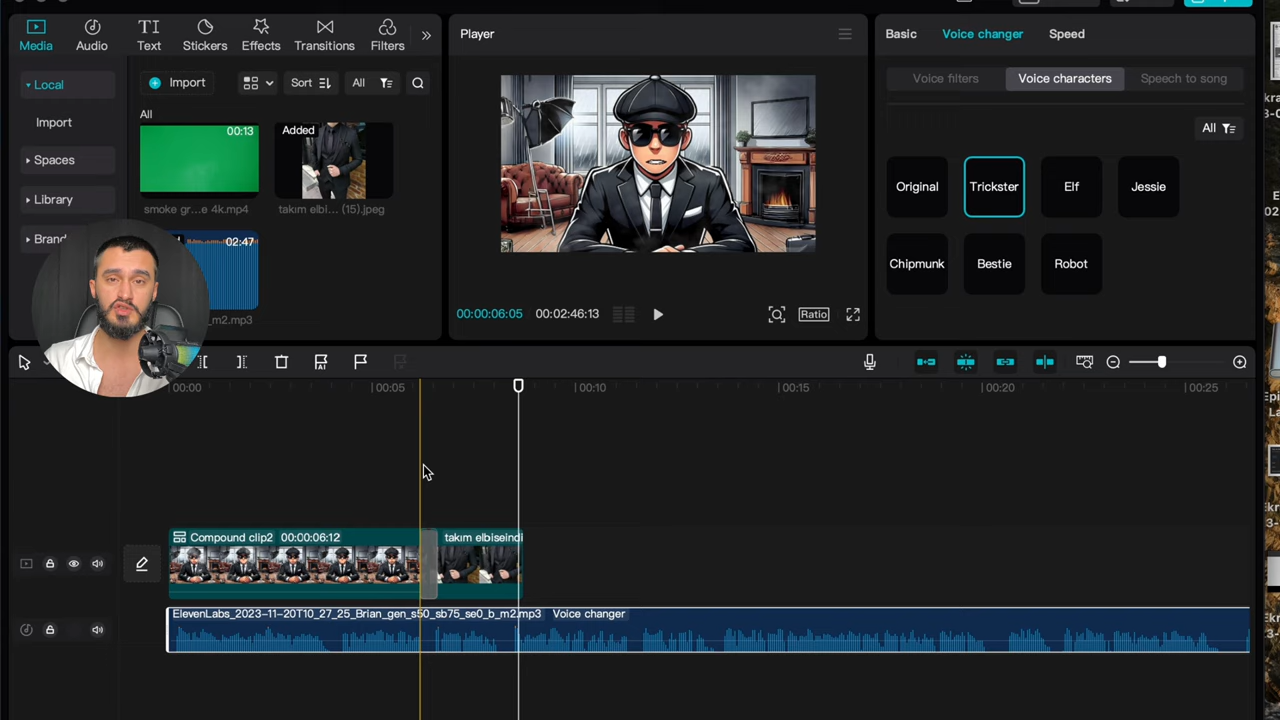 Media
Audio
Text
Stickers
Effects
Transitions
Filters
Local
Import
Spaces
Library
Brand
Import
Sort
All
All
00:13
smoke gr...e 4k.mp4
Added
takım elbi... (15).jpeg
02:47
_m2.mp3
Player
00:00:06:05
00:02:46:13
Ratio
Basic
Voice changer
Speed
Voice filters
Voice characters
Speech to song
All
Original
Trickster
Elf
Jessie
Chipmunk
Bestie
Robot
00:00
00:05
00:10
00:15
00:20
00:25
Compound clip2 00:00:06:12
takım elbiseindi
ElevenLabs_2023-11-20T10_27_25_Brian_gen_s50_sb75_se0_b_m2.mp3 Voice changer